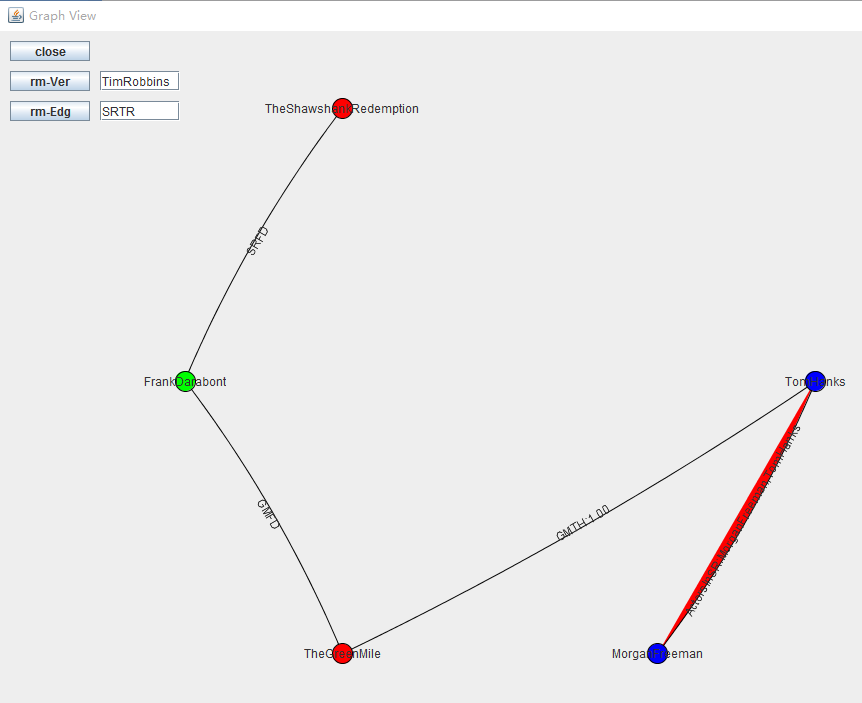 Graph View
close
rm-Ver
TimRobbins
rm-Edg
SRTR
TheShawshankRedemption
SRFD
FrankDarabont
TomHanks
GMFD
GMTH:1.00
TheGreenMile
MorganFreeman